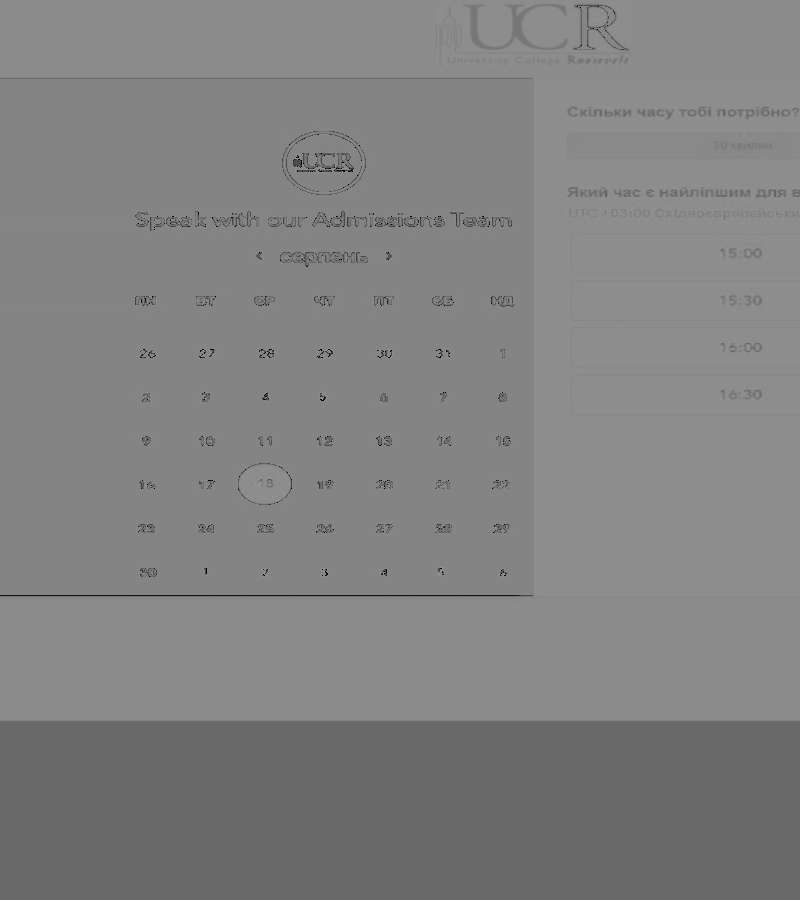 UCR
University College Roosevelt
UCR
Speak with our Admissions Team
‹ серпень ›
ПН ВТ СР ЧТ ПТ СБ НД
26 27 28 29 30 31 1
2 3 4 5 6 7 8
9 10 11 12 13 14 15
16 17 18 19 20 21 22
23 24 25 26 27 28 29
30 1 2 3 4 5 6
Скільки часу тобі потрібно?
30 хвилин
Який час є найліпшим для
UTC +03:00
15:00
15:30
16:00
16:30